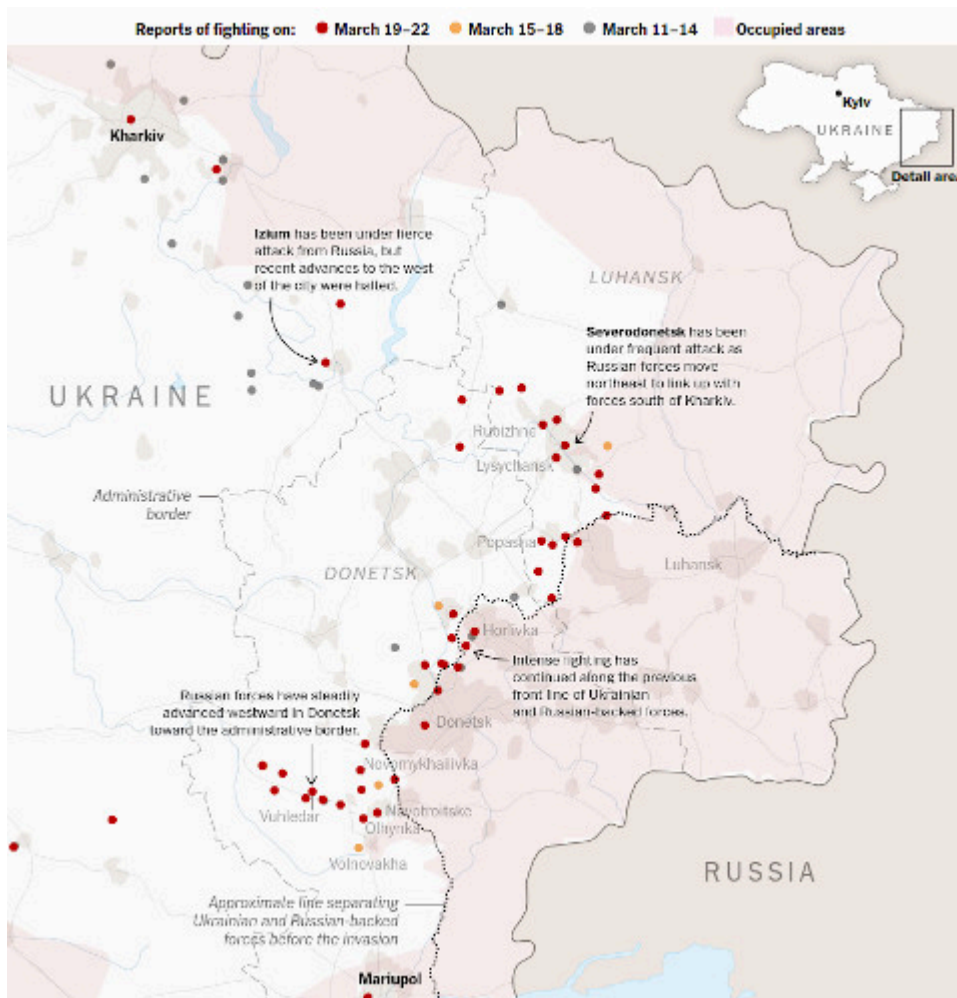 Reports of fighting on: March 19–22 March 15–18 March 11–14 Occupied areas
Kyiv
UKRAINE
Detail area
Kharkiv
Izium has been under fierce
attack from Russia, but
recent advances to the west
of the city were halted.
LUHANSK
Severodonetsk has been
under frequent attack as
Russian forces move
northeast to link up with
forces south of Kharkiv.
UKRAINE
Rubizhne
Lysychansk
Administrative
border
Popasna
Luhansk
DONETSK
Horlivka
Intense fighting has
continued along the previous
front line of Ukrainian
and Russian-backed forces.
Russian forces have steadily
advanced westward in Donetsk
toward the administrative border.
Donetsk
Novomykhailivka
Vuhledar
Novotroitske
Olhynka
Volnovakha
RUSSIA
Approximate line separating
Ukrainian and Russian-backed
forces before the invasion
Mariupol